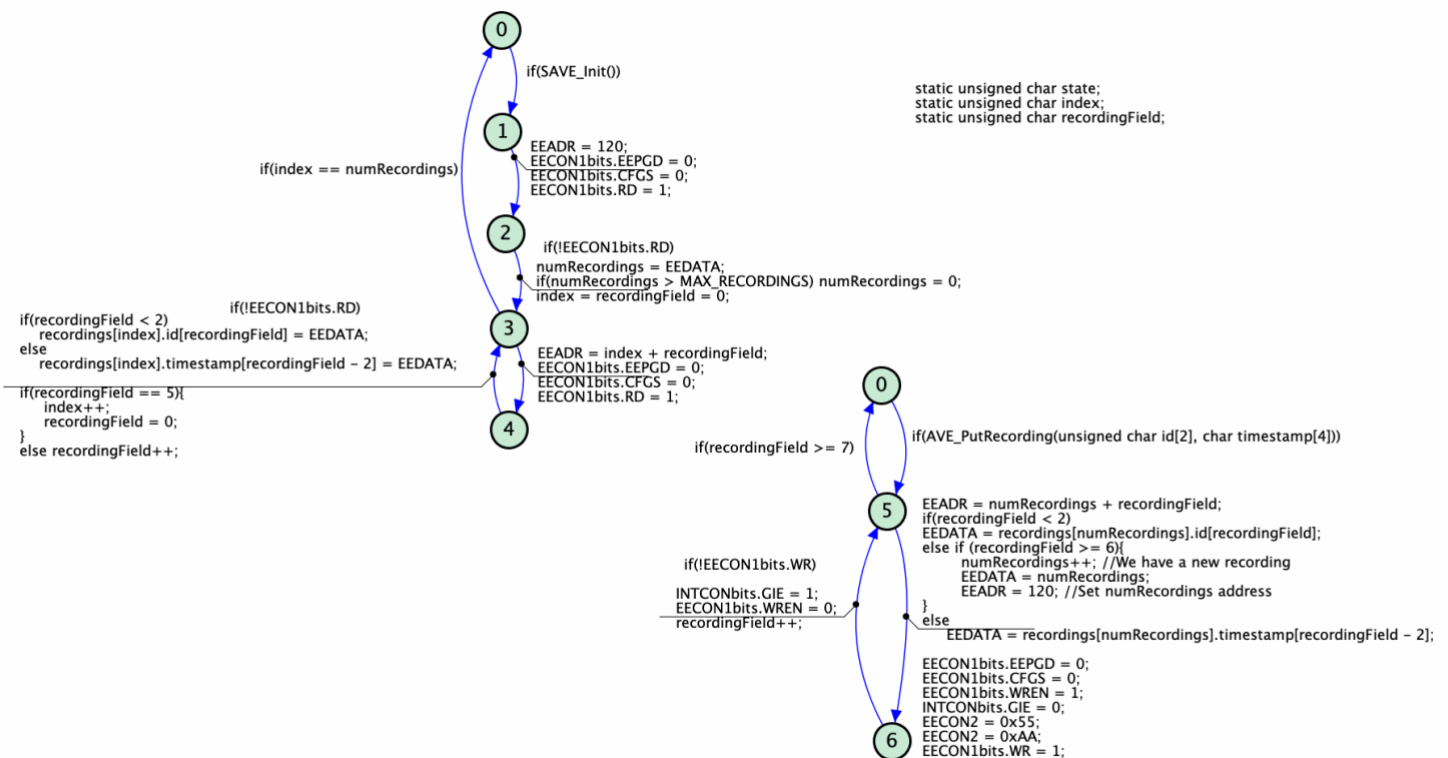 0
if(SAVE_Init())
static unsigned char state;
static unsigned char index;
static unsigned char recordingField;
1
EEADR = 120;
EECON1bits.EEPGD = 0;
EECON1bits.CFGS = 0;
EECON1bits.RD = 1;
if(index == numRecordings)
2
if(!EECON1bits.RD)
numRecordings = EEDATA;
if(numRecordings > MAX_RECORDINGS) numRecordings = 0;
index = recordingField = 0;
if(!EECON1bits.RD)
if(recordingField < 2)
recordings[index].id[recordingField] = EEDATA;
else
recordings[index].timestamp[recordingField - 2] = EEDATA;
if(recordingField == 5){
index++;
recordingField = 0;
}
else recordingField++;
3
EEADR = index + recordingField;
EECON1bits.EEPGD = 0;
EECON1bits.CFGS = 0;
EECON1bits.RD = 1;
4
0
if(recordingField >= 7)
if(AVE_PutRecording(unsigned char id[2], char timestamp[4]))
5
EEADR = numRecordings + recordingField;
if(recordingField < 2)
EEDATA = recordings[numRecordings].id[recordingField];
else if (recordingField >= 6){
numRecordings++; //We have a new recording
EEDATA = numRecordings;
EEADR = 120; //Set numRecordings address
}
else
EEDATA = recordings[numRecordings].timestamp[recordingField - 2];
EECON1bits.EEPGD = 0;
EECON1bits.CFGS = 0;
EECON1bits.WREN = 1;
INTCONbits.GIE = 0;
EECON2 = 0x55;
EECON2 = 0xAA;
EECON1bits.WR = 1;
if(!EECON1bits.WR)
INTCONbits.GIE = 1;
EECON1bits.WREN = 0;
recordingField++;
6